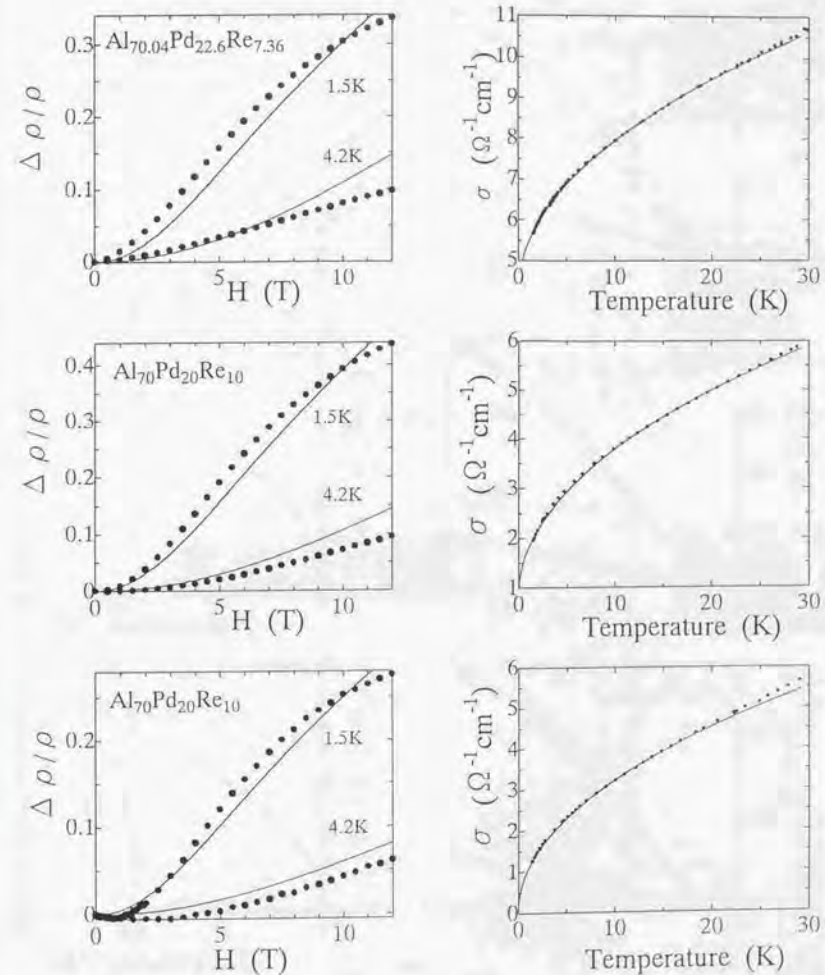 Al70.04Pd22.6Re7.36
1.5K
4.2K
Δ ρ / ρ
0.3
0.2
0.1
0
0 5 10
H (T)
σ (Ω⁻¹cm⁻¹)
11
10
9
8
7
6
5
0 10 20 30
Temperature (K)
Al70Pd20Re10
1.5K
4.2K
Δ ρ / ρ
0.4
0.3
0.2
0.1
0
0 5 10
H (T)
σ (Ω⁻¹cm⁻¹)
6
5
4
3
2
1
0 10 20 30
Temperature (K)
Al70Pd20Re10
1.5K
4.2K
Δ ρ / ρ
0.2
0.1
0
0 5 10
H (T)
σ (Ω⁻¹cm⁻¹)
6
5
4
3
2
1
0
0 10 20 30
Temperature (K)